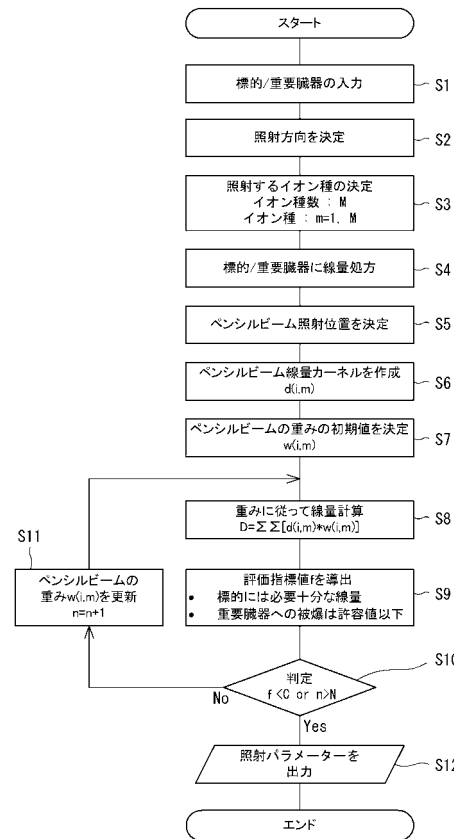 スタート
標的/重要臓器の入力
S1
照射方向を決定
S2
照射するイオン種の決定
イオン種数 : M
イオン種 : m=1, M
S3
標的/重要臓器に線量処方
S4
ペンシルビーム照射位置を決定
S5
ペンシルビーム線量カーネルを作成
d(i,m)
S6
ペンシルビームの重みの初期値を決定
w(i,m)
S7
重みに従って線量計算
D=ΣΣ[d(i,m)*w(i,m)]
S8
S11
ペンシルビームの
重みw(i,m)を更新
n=n+1
評価指標値fを導出
• 標的には必要十分な線量
• 重要臓器への被爆は許容値以下
S9
判定
f<C or n>N
S10
No
Yes
照射パラメーターを
出力
S12
エンド